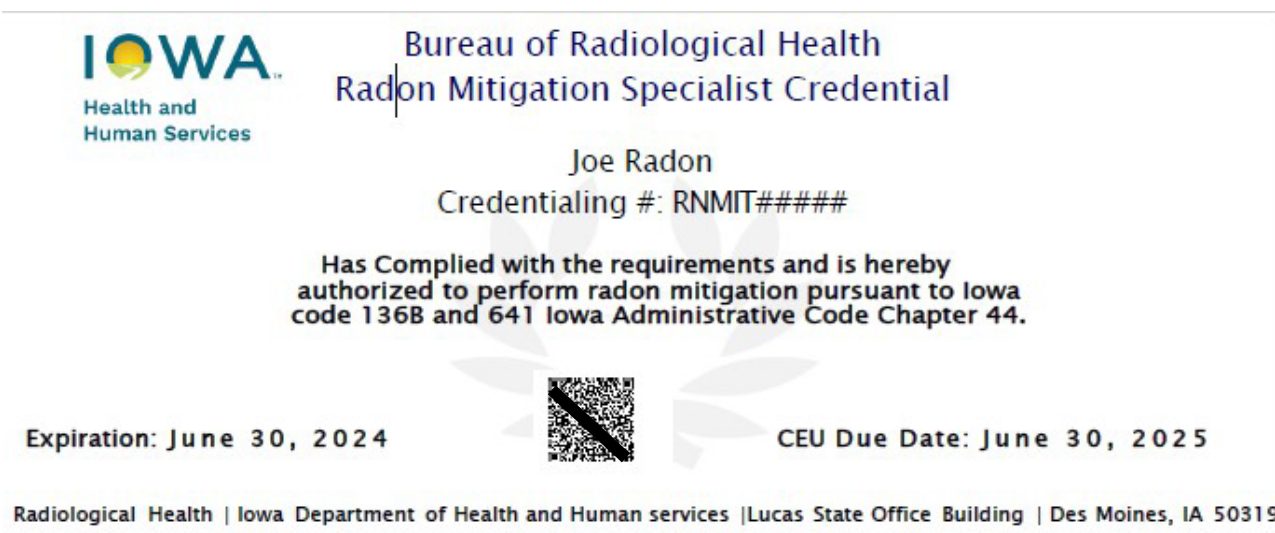 IOWA™
Health and
Human Services
Bureau of Radiological Health
Radon Mitigation Specialist Credential
Joe Radon
Credentialing #: RNMIT#####
Has Complied with the requirements and is hereby
authorized to perform radon mitigation pursuant to Iowa
code 136B and 641 Iowa Administrative Code Chapter 44.
Expiration: June 30, 2024
CEU Due Date: June 30, 2025
Radiological Health | Iowa Department of Health and Human services |Lucas State Office Building | Des Moines, IA 50319